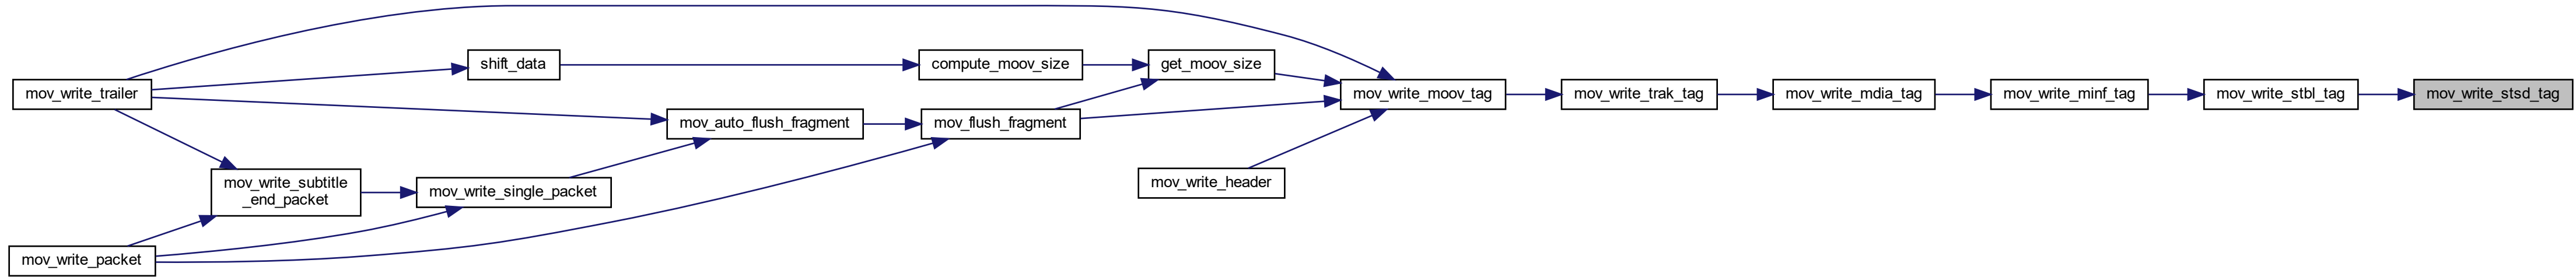 mov_write_trailer
shift_data
compute_moov_size
get_moov_size
mov_auto_flush_fragment
mov_flush_fragment
mov_write_moov_tag
mov_write_trak_tag
mov_write_mdia_tag
mov_write_minf_tag
mov_write_stbl_tag
mov_write_stsd_tag
mov_write_subtitle
_end_packet
mov_write_single_packet
mov_write_header
mov_write_packet